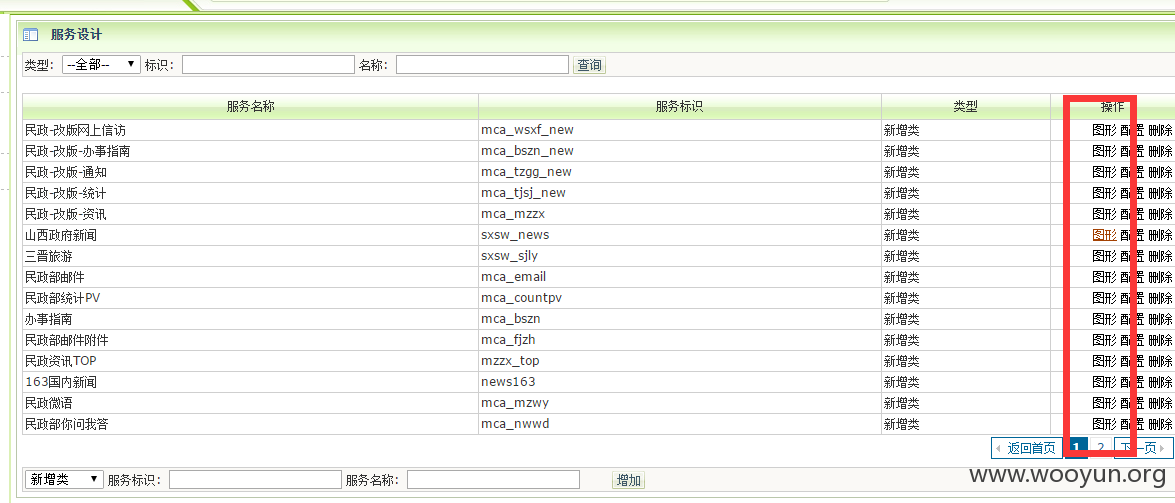 服务设计
类型： --全部-- 标识： 名称： 查询
服务名称 服务标识 类型 操作
民政-改版网上信访 mca_wsxf_new 新增类 图形 配置 删除
民政-改版-办事指南 mca_bszn_new 新增类 图形 配置 删除
民政-改版-通知 mca_tzgg_new 新增类 图形 配置 删除
民政-改版-统计 mca_tjsj_new 新增类 图形 配置 删除
民政-改版-资讯 mca_mzzx 新增类 图形 配置 删除
山西政府新闻 sxsw_news 新增类 图形 配置 删除
三晋旅游 sxsw_sjly 新增类 图形 配置 删除
民政部邮件 mca_email 新增类 图形 配置 删除
民政部统计PV mca_countpv 新增类 图形 配置 删除
办事指南 mca_bszn 新增类 图形 配置 删除
民政部邮件附件 mca_fjzh 新增类 图形 配置 删除
民政资讯TOP mzzx_top 新增类 图形 配置 删除
163国内新闻 news163 新增类 图形 配置 删除
民政微语 mca_mzwy 新增类 图形 配置 删除
民政部你问我答 mca_nwwd 新增类 图形 配置 删除
返回首页 1 2 下一页
新增类 服务标识： 服务名称： 增加
www.wooyun.org